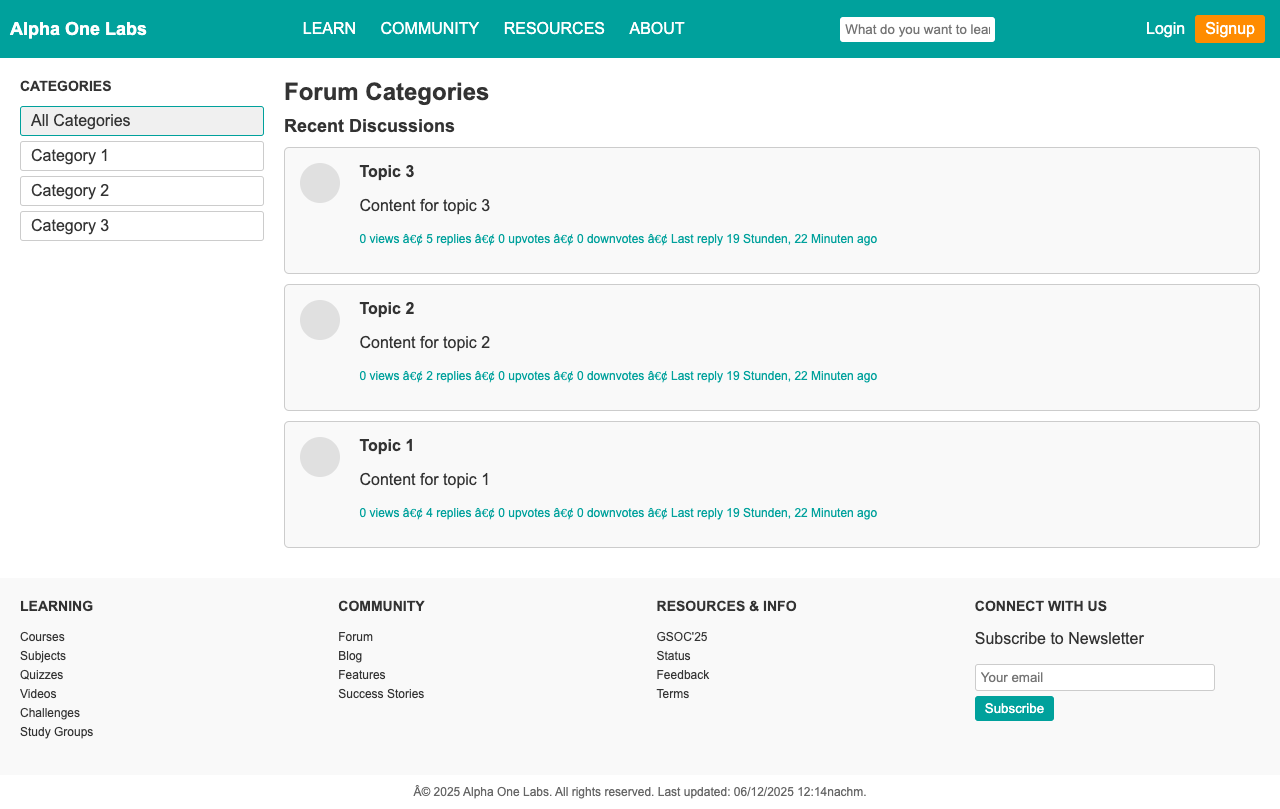 Alpha One Labs LEARN COMMUNITY RESOURCES ABOUT What do you want to lear Login Signup
CATEGORIES
All Categories
Category 1
Category 2
Category 3
Forum Categories
Recent Discussions
Topic 3
Content for topic 3
0 views â€¢ 5 replies â€¢ 0 upvotes â€¢ 0 downvotes â€¢ Last reply 19 Stunden, 22 Minuten ago
Topic 2
Content for topic 2
0 views â€¢ 2 replies â€¢ 0 upvotes â€¢ 0 downvotes â€¢ Last reply 19 Stunden, 22 Minuten ago
Topic 1
Content for topic 1
0 views â€¢ 4 replies â€¢ 0 upvotes â€¢ 0 downvotes â€¢ Last reply 19 Stunden, 22 Minuten ago
LEARNING
Courses
Subjects
Quizzes
Videos
Challenges
Study Groups
COMMUNITY
Forum
Blog
Features
Success Stories
RESOURCES & INFO
GSOC'25
Status
Feedback
Terms
CONNECT WITH US
Subscribe to Newsletter
Your email
Subscribe
Â© 2025 Alpha One Labs. All rights reserved. Last updated: 06/12/2025 12:14nachm.